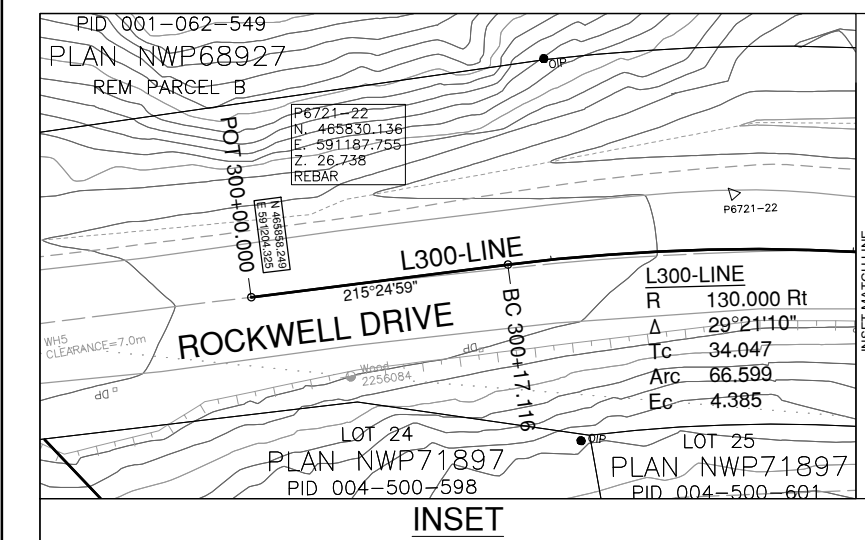 PID 001-062-549
PLAN NWP68927
REM PARCEL B
OIP
P6721-22
N. 465830.136
E. 591187.755
Z. 26.738
REBAR
POT 300+00.000
N 465858.249
E 591204.325
P6721-22
L300-LINE
215°24'59"
ROCKWELL DRIVE
BC 300+17.116
L300-LINE
R 130.000 Rt
Δ 29°21'10"
Tc 34.047
Arc 66.599
Ec 4.385
WH5
CLEARANCE=7.0m
DP
DP
Wood
2256084
LOT 24
PLAN NWP71897
PID 004-500-598
OIP
LOT 25
PLAN NWP71897
PID 004-500-601
INSET MATCH LINE
INSET